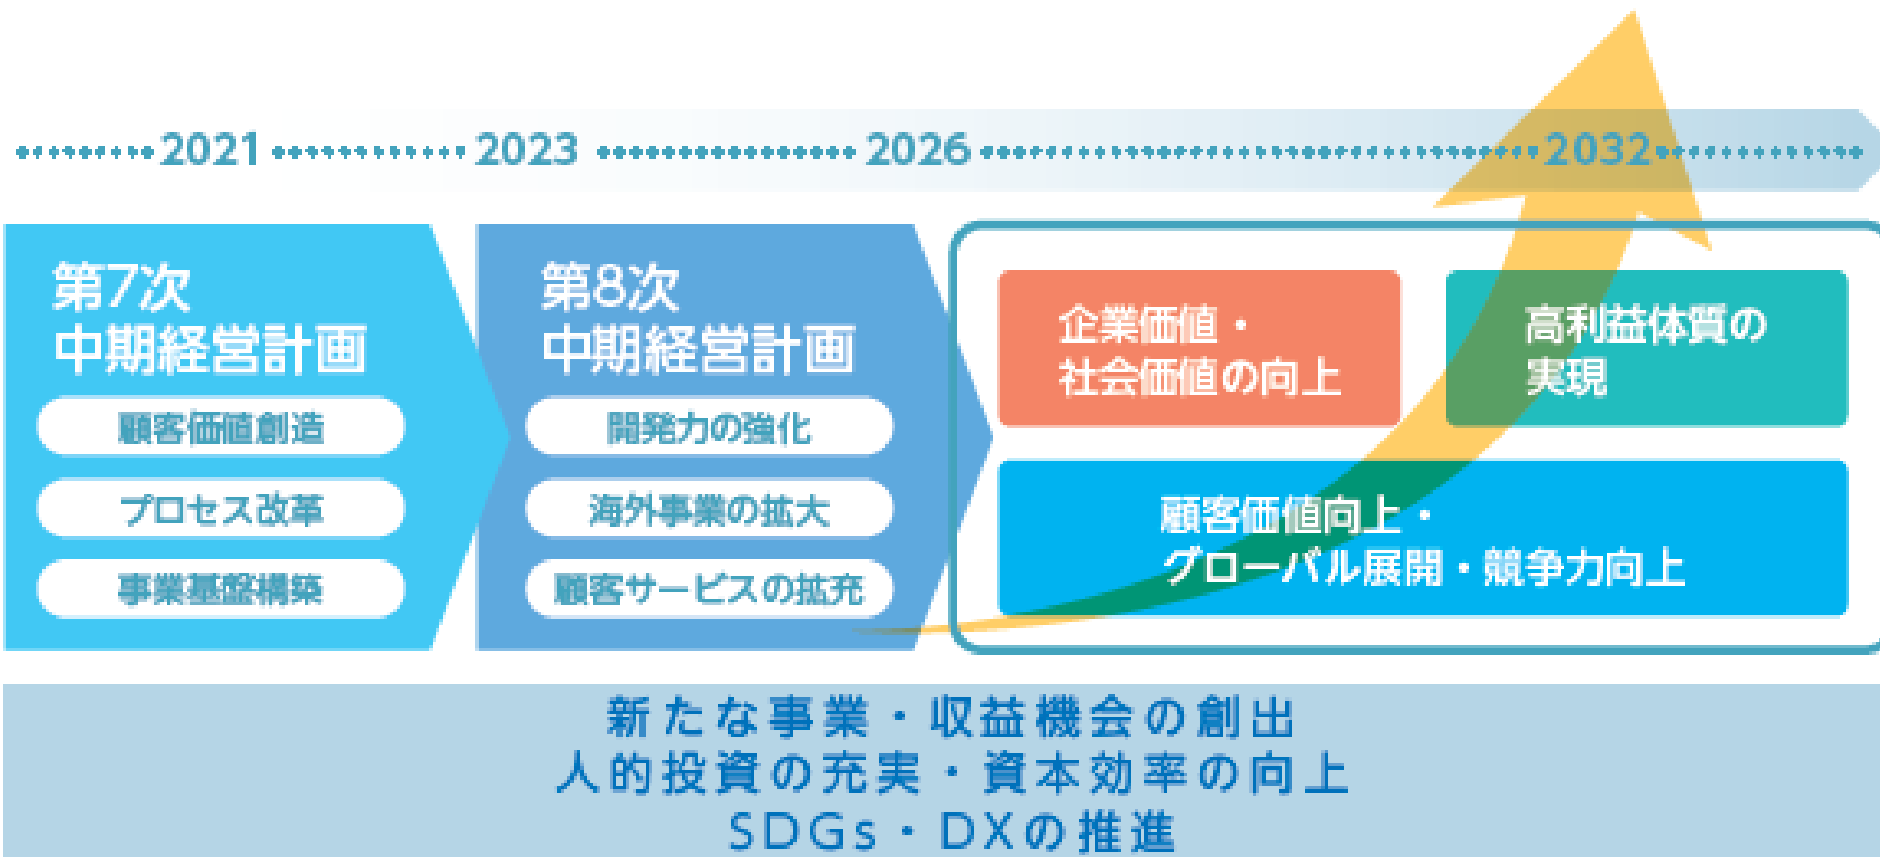 2021 2023 2026 2032
第7次
中期経営計画
顧客価値創造
プロセス改革
事業基盤構築
第8次
中期経営計画
開発力の強化
海外事業の拡大
顧客サービスの拡充
企業価値・
社会価値の向上
高利益体質の
実現
顧客価値向上・
グローバル展開・競争力向上
新たな事業・収益機会の創出
人的投資の充実・資本効率の向上
SDGs・DXの推進